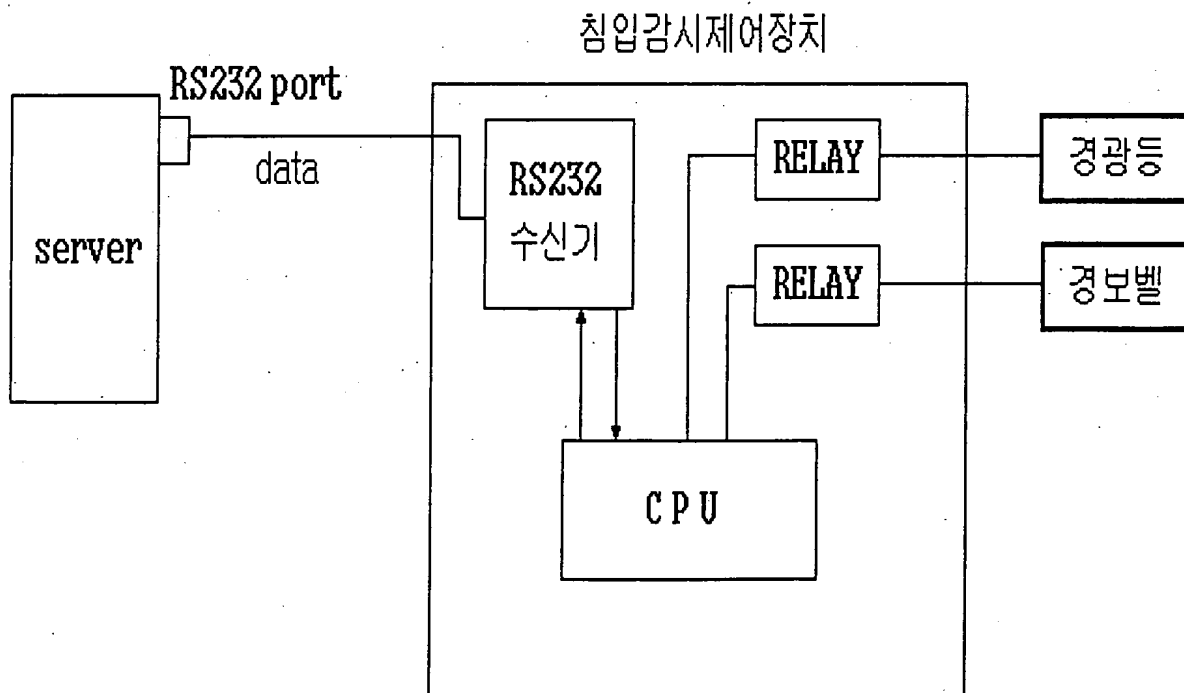 침입감시제어장치
RS232 port
data
server
RS232
수신기
RELAY
경광등
RELAY
경보벨
CPU